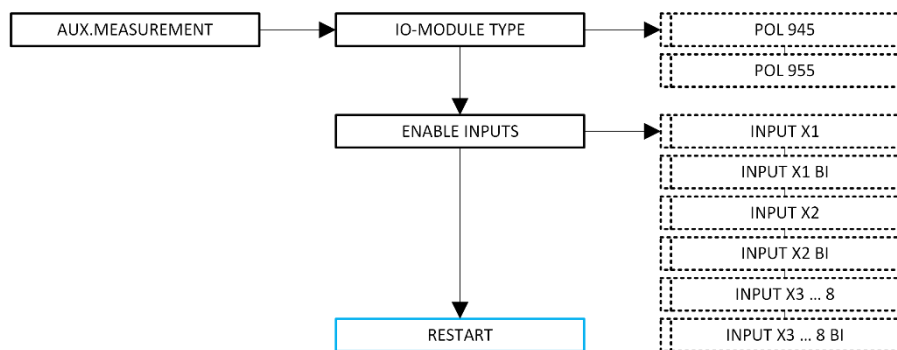 AUX.MEASUREMENT
IO-MODULE TYPE
POL 945
POL 955
ENABLE INPUTS
INPUT X1
INPUT X1 BI
INPUT X2
INPUT X2 BI
INPUT X3 ... 8
RESTART
INPUT X3 ... 8 BI